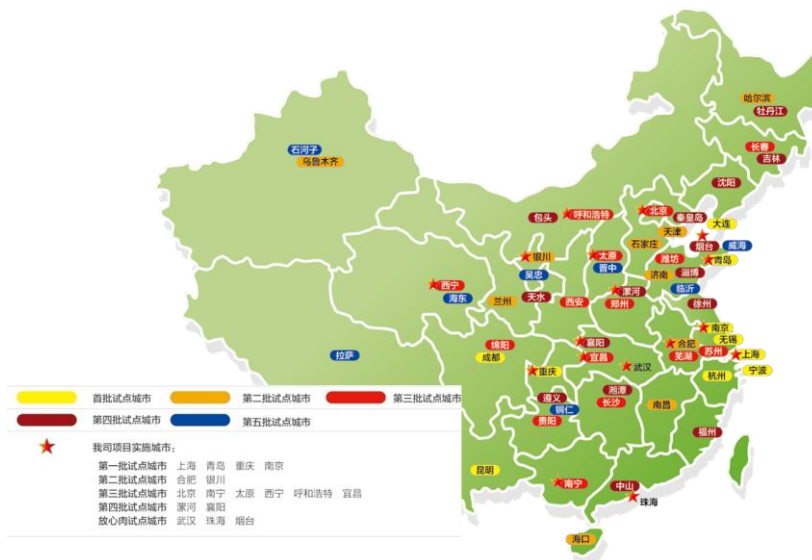 哈尔滨
牡丹江
长春
吉林
石河子
乌鲁木齐
沈阳
包头
呼和浩特
北京
秦皇岛
大连
天津
石家庄
烟台
威海
银川
太原
潍坊
青岛
吴忠
晋中
济南
淄博
西宁
海东
兰州
天水
西安
漯河
郑州
临沂
徐州
绵阳
成都
襄阳
宜昌
合肥
南京
无锡
芜湖
苏州
上海
拉萨
重庆
武汉
杭州
宁波
遵义
铜仁
贵阳
湘潭
长沙
南昌
福州
昆明
南宁
中山
珠海
海口
首批试点城市 第二批试点城市 第三批试点城市
第四批试点城市 第五批试点城市
我司项目实施城市：
第一批试点城市 上海 青岛 重庆 南京
第二批试点城市 合肥 银川
第三批试点城市 北京 南宁 太原 西宁 呼和浩特 宜昌
第四批试点城市 漯河 襄阳
放心肉试点城市 武汉 珠海 烟台